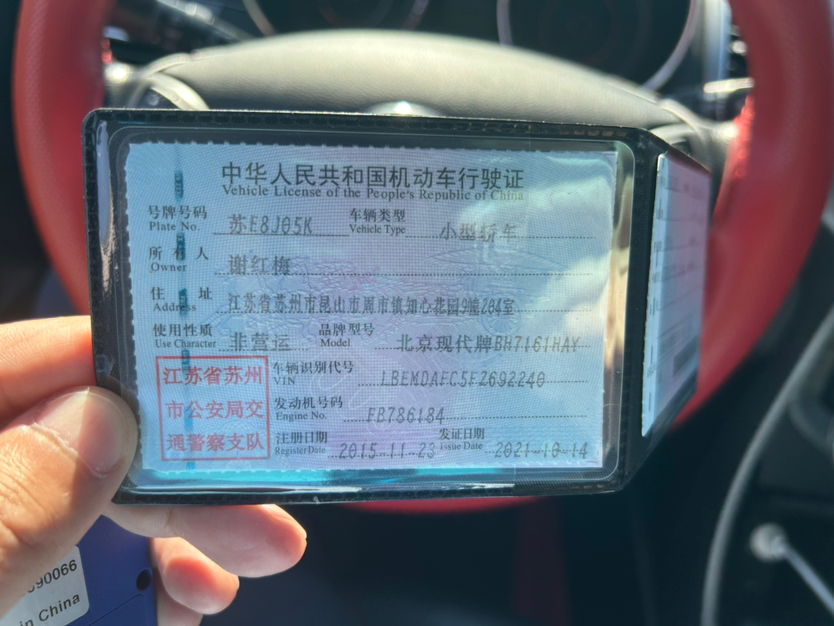 中华人民共和国机动车行驶证
Vehicle License of the People's Republic of China
号牌号码 苏E8J05K 车辆类型 小型轿车
Plate No. Vehicle Type
所有人 谢红梅
Owner
住址 江苏省苏州市昆山市周市镇知心花园9幢204室
Address
使用性质 非营运 品牌型号 北京现代牌BH7161HAY
Use Character Model
江苏省苏州
市公安局交
通警察支队
车辆识别代号 LBEMDAFC5FZ692240
VIN
发动机号码 FB786184
Engine No.
注册日期 2015-11-23 发证日期 2021-10-14
Register Date Issue Date
90066
in China